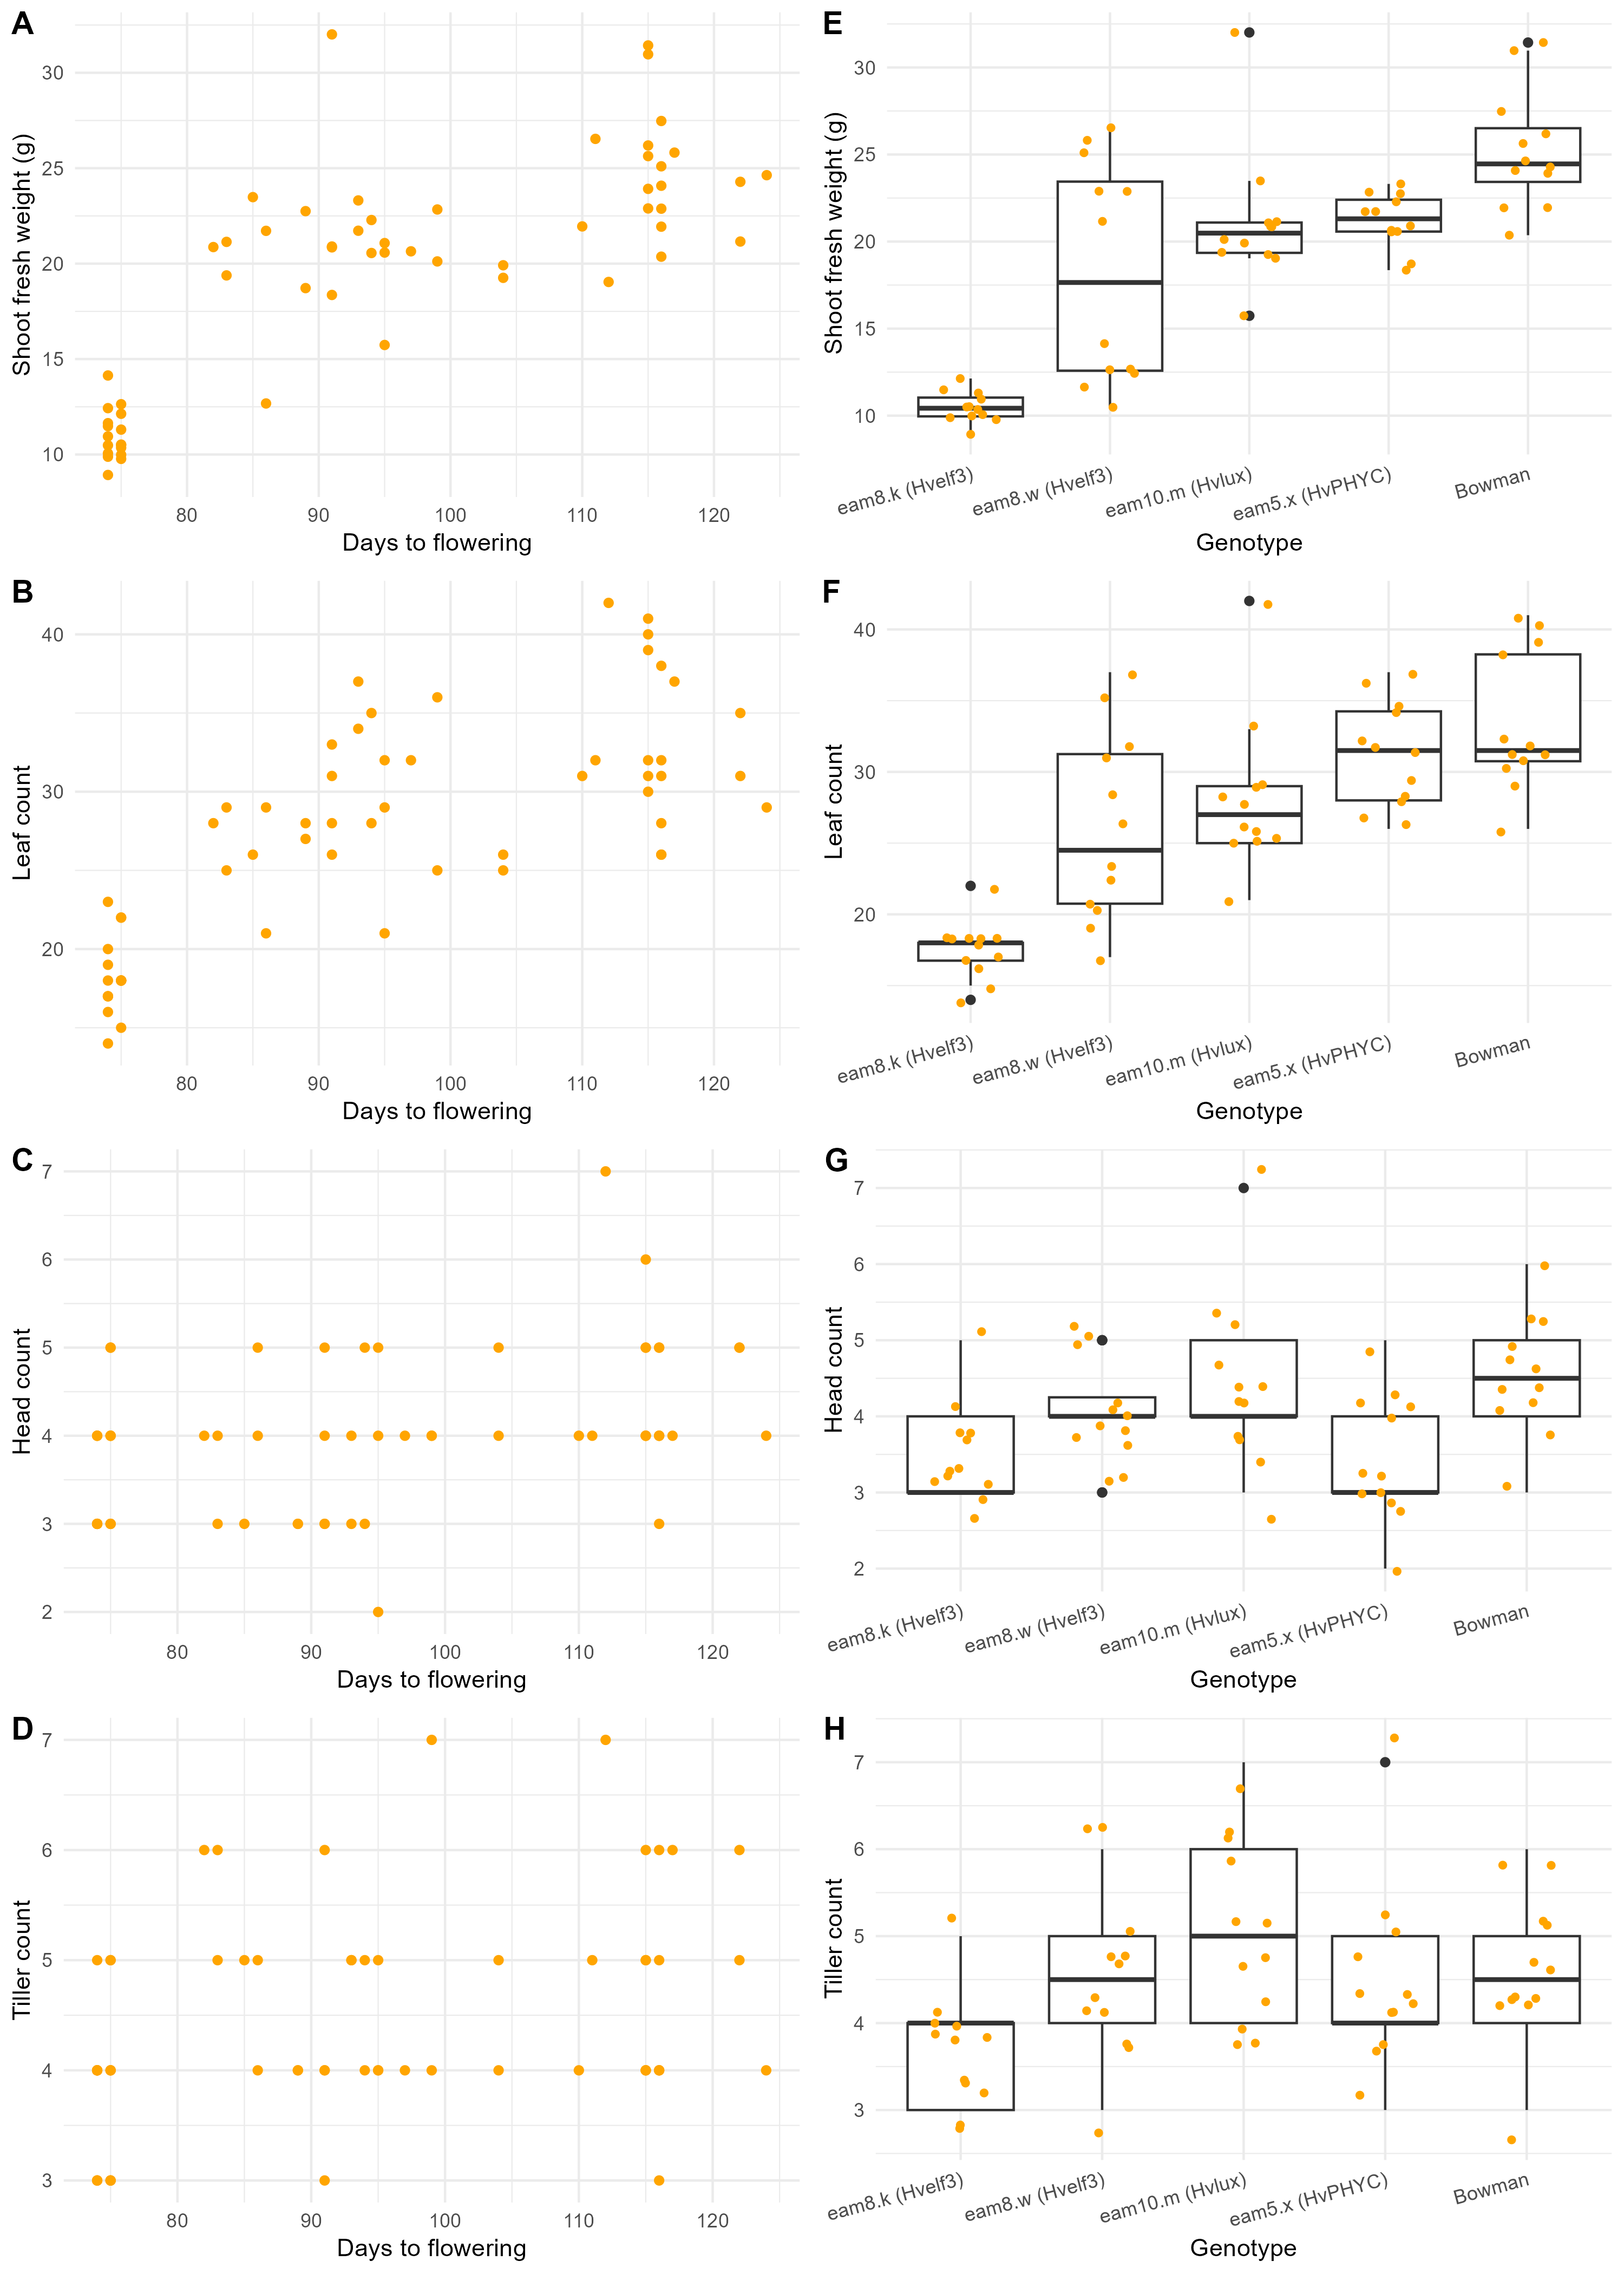 A
Shoot fresh weight (g)
30
25
20
15
10
80 90 100 110 120
Days to flowering
E
Shoot fresh weight (g)
30
25
20
15
10
eam8.k (Hvelf3) eam8.w (Hvelf3) eam10.m (Hvlux) eam5.x (HvPHYC) Bowman
Genotype
B
Leaf count
40
30
20
80 90 100 110 120
Days to flowering
F
Leaf count
40
30
20
eam8.k (Hvelf3) eam8.w (Hvelf3) eam10.m (Hvlux) eam5.x (HvPHYC) Bowman
Genotype
C
Head count
7
6
5
4
3
2
80 90 100 110 120
Days to flowering
G
Head count
7
6
5
4
3
2
eam8.k (Hvelf3) eam8.w (Hvelf3) eam10.m (Hvlux) eam5.x (HvPHYC) Bowman
Genotype
D
Tiller count
7
6
5
4
3
80 90 100 110 120
Days to flowering
H
Tiller count
7
6
5
4
3
eam8.k (Hvelf3) eam8.w (Hvelf3) eam10.m (Hvlux) eam5.x (HvPHYC) Bowman
Genotype